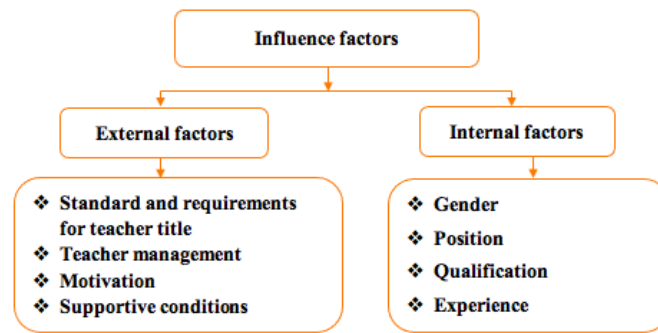 Influence factors
External factors
Internal factors
❖ Standard and requirements
for teacher title
❖ Teacher management
❖ Motivation
❖ Supportive conditions
❖ Gender
❖ Position
❖ Qualification
❖ Experience